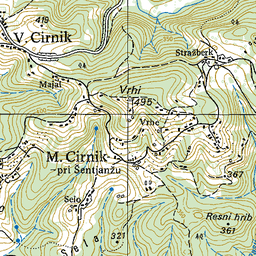 419
V. Cirnik
Stražberk
Majal
Vrhi
495
Vrhe
M. Cirnik
pri Šentjanžu
367
Selo
Resni hrib
361
321